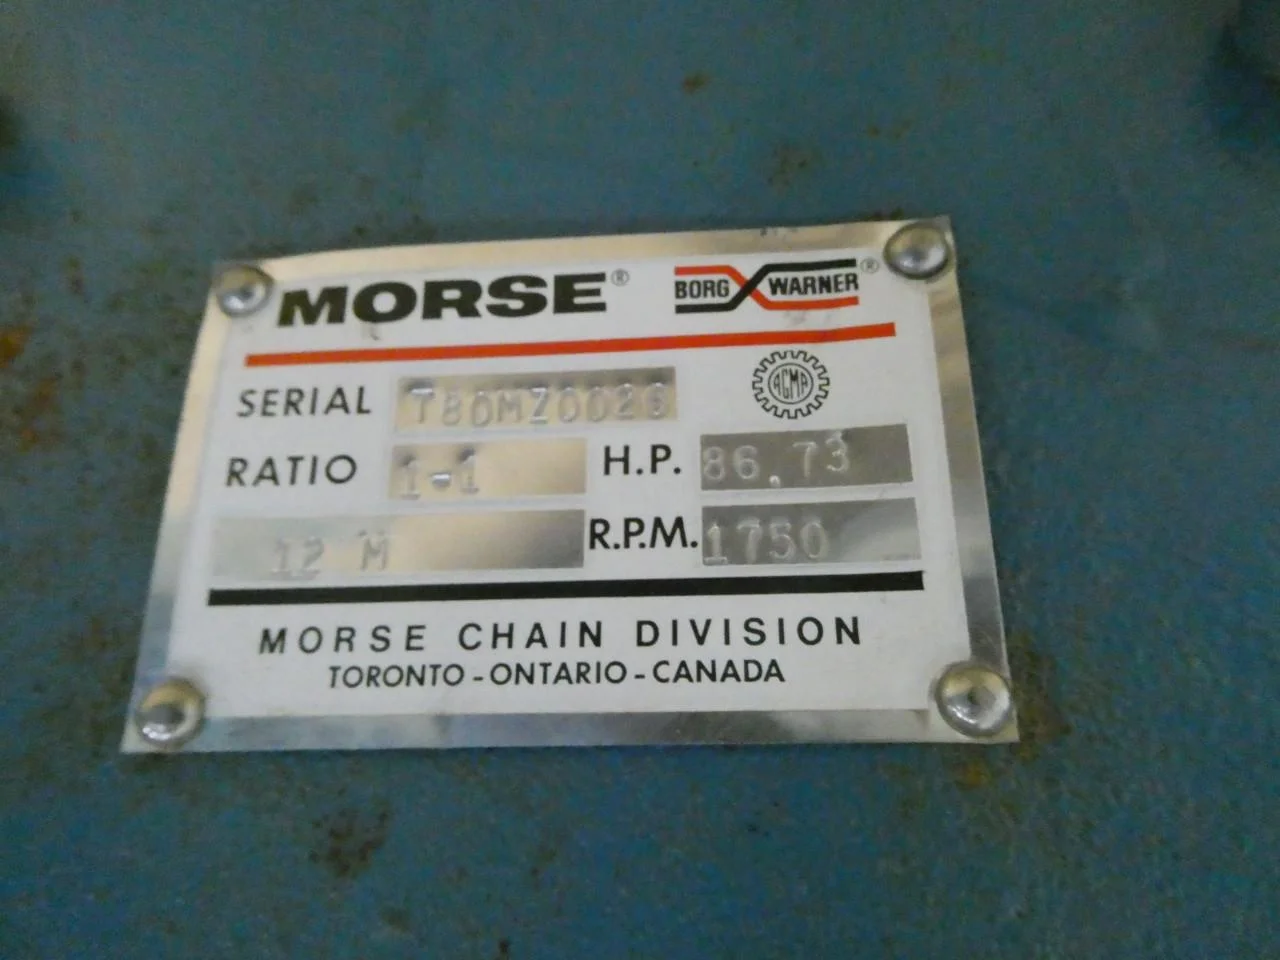 MORSE® BORG WARNER®
AGMA
SERIAL T80MZ0026
RATIO 1-1 H.P. 86.73
12 M R.P.M. 1750
MORSE CHAIN DIVISION
TORONTO-ONTARIO-CANADA